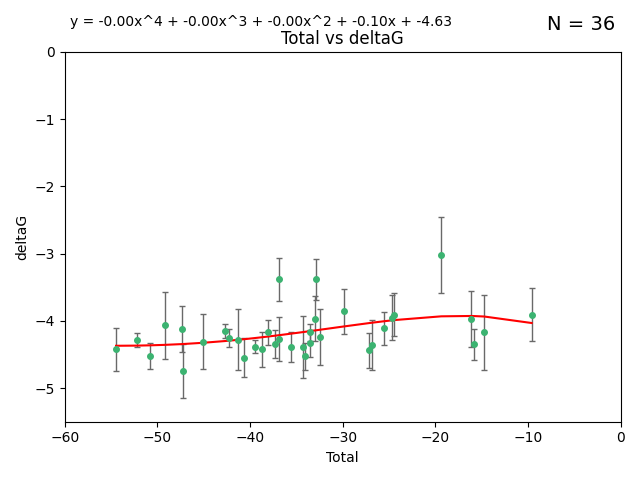 y = -0.00x^4 + -0.00x^3 + -0.00x^2 + -0.10x + -4.63
N = 36
Total vs deltaG
0
−1
−2
−3
−4
−5
deltaG
−60 −50 −40 −30 −20 −10 0
Total